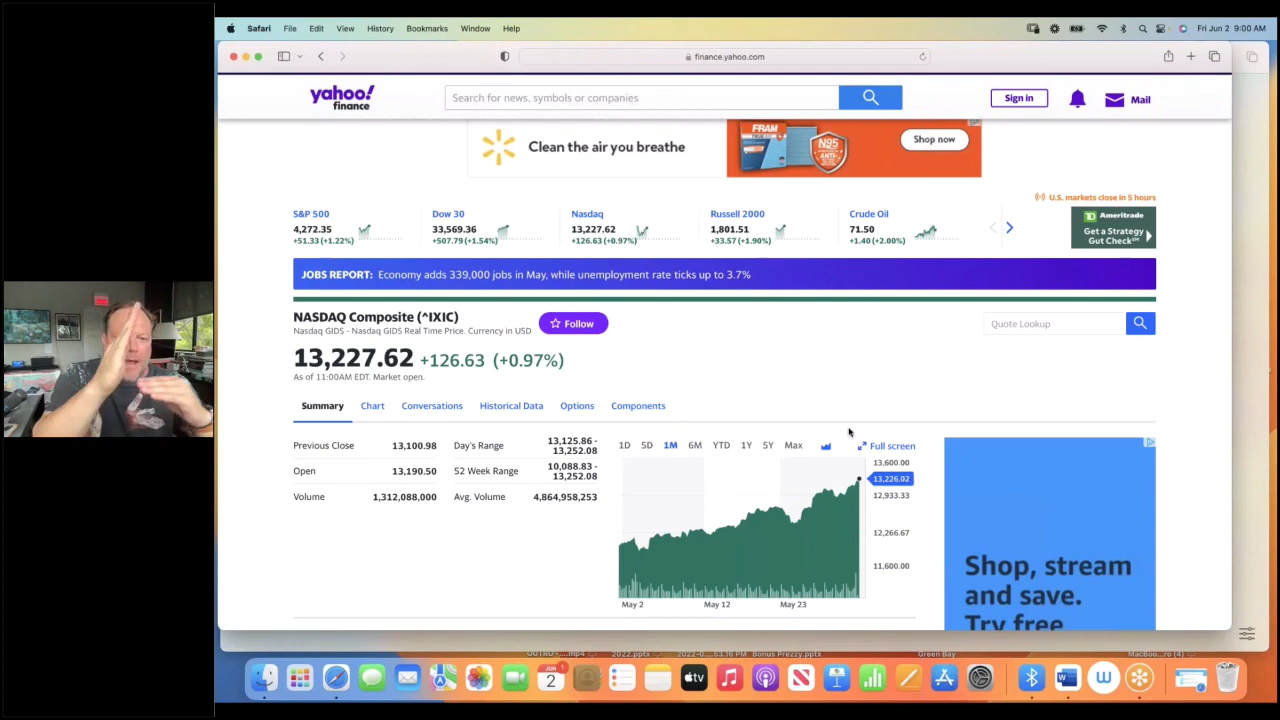 Safari File Edit View History Bookmarks Window Help
Fri Jun 2 9:00 AM
finance.yahoo.com
yahoo!
finance
Search for news, symbols or companies
Sign in
Mail
Clean the air you breathe
FRAM
N95
Shop now
U.S. markets close in 5 hours
S&P 500
4,272.35
+51.33 (+1.22%)
Dow 30
33,569.36
+507.79 (+1.54%)
Nasdaq
13,227.62
+126.63 (+0.97%)
Russell 2000
1,801.51
+33.57 (+1.90%)
Crude Oil
71.50
+1.40 (+2.00%)
TD Ameritrade
Get a Strategy
Gut Check
JOBS REPORT: Economy adds 339,000 jobs in May, while unemployment rate ticks up to 3.7%
NASDAQ Composite (^IXIC)
Nasdaq GIDS - Nasdaq GIDS Real Time Price. Currency in USD
Follow
Quote Lookup
13,227.62 +126.63 (+0.97%)
As of 11:00AM EDT. Market open.
Summary Chart Conversations Historical Data Options Components
Previous Close 13,100.98
Open 13,190.50
Volume 1,312,088,000
Day's Range 13,125.86 -
13,252.08
52 Week Range 10,088.83 -
13,252.08
Avg. Volume 4,864,958,253
1D 5D 1M 6M YTD 1Y 5Y Max
Full screen
13,600.00
13,226.02
12,933.33
12,266.67
11,600.00
May 2 May 12 May 23
Shop, stream
and save.
Try free
Bonus Prezzy.pptx
Green Bay
JUN
2
tv
W
w